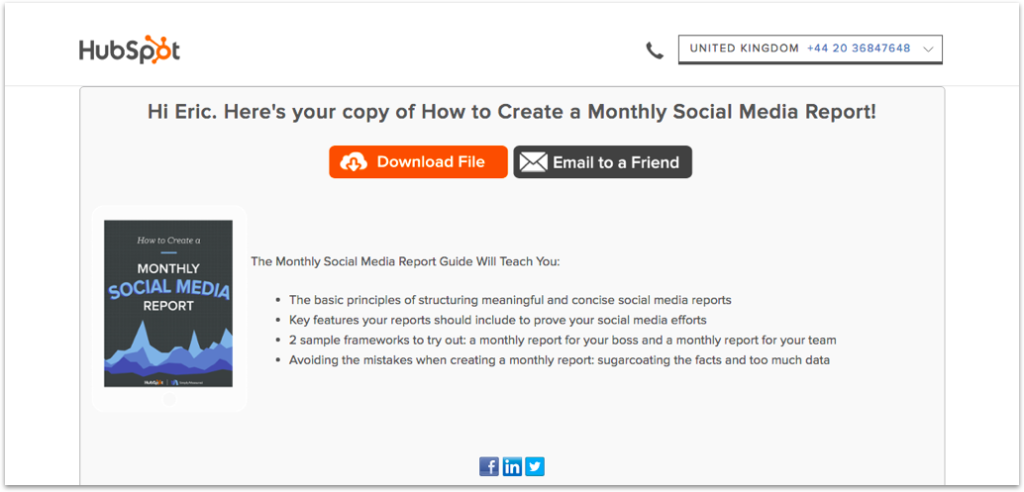 HubSpot
UNITED KINGDOM +44 20 36847648
Hi Eric. Here's your copy of How to Create a Monthly Social Media Report!
Download File
Email to a Friend
How to Create a
MONTHLY
SOCIAL MEDIA
REPORT
HubSpot
The Monthly Social Media Report Guide Will Teach You:
The basic principles of structuring meaningful and concise social media reports
Key features your reports should include to prove your social media efforts
2 sample frameworks to try out: a monthly report for your boss and a monthly report for your team
Avoiding the mistakes when creating a monthly report: sugarcoating the facts and too much data
f
in